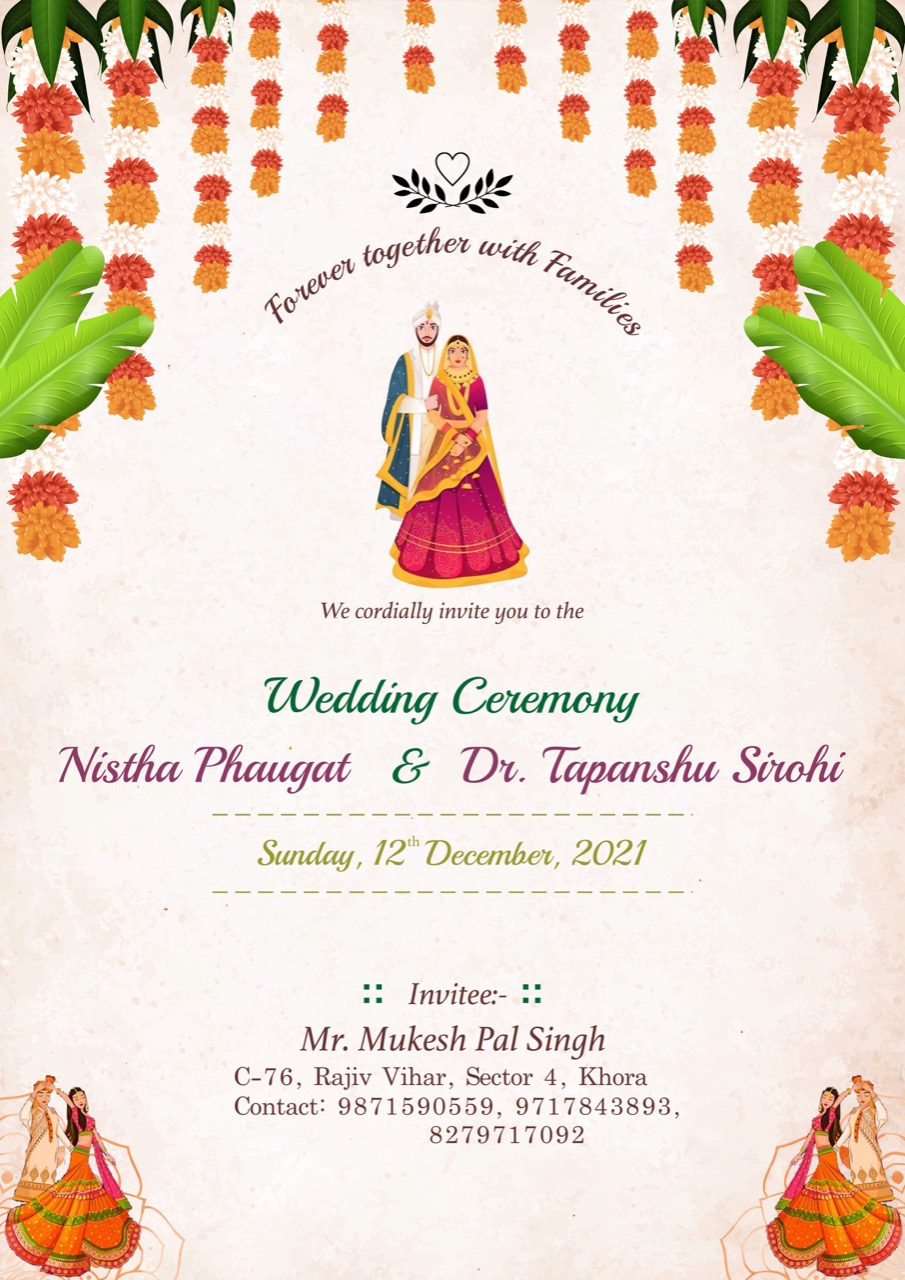 Forever together with Families
We cordially invite you to the
Wedding Ceremony
Nistha Phaugat & Dr. Tapanshu Sirohi
Sunday, 12th December, 2021
:: Invitee:- ::
Mr. Mukesh Pal Singh
C-76, Rajiv Vihar, Sector 4, Khora
Contact: 9871590559, 9717843893,
8279717092